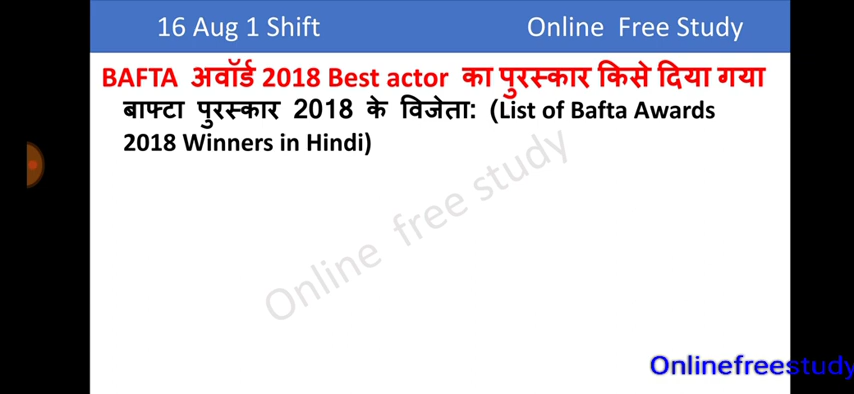 16 Aug 1 Shift Online Free Study
BAFTA अवॉर्ड 2018 Best actor का पुरस्कार किसे दिया गया
बाफ्टा पुरस्कार 2018 के विजेता: (List of Bafta Awards
2018 Winners in Hindi)
Online free study
Onlinefreestudy